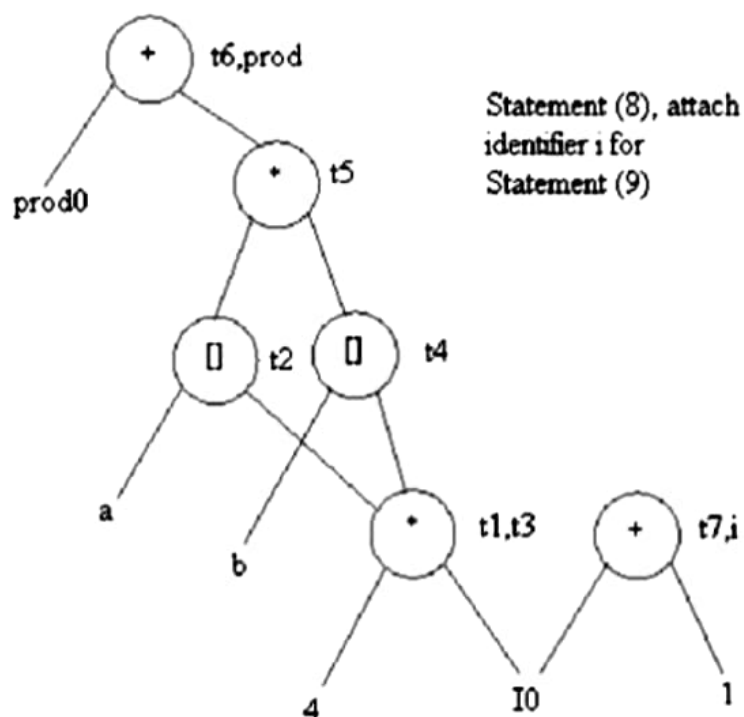 +
t6,prod
Statement (8), attach
identifier i for
Statement (9)
*
t5
prod0
[]
t2
[]
t4
a
b
*
t1,t3
+
t7,i
4
I0
1